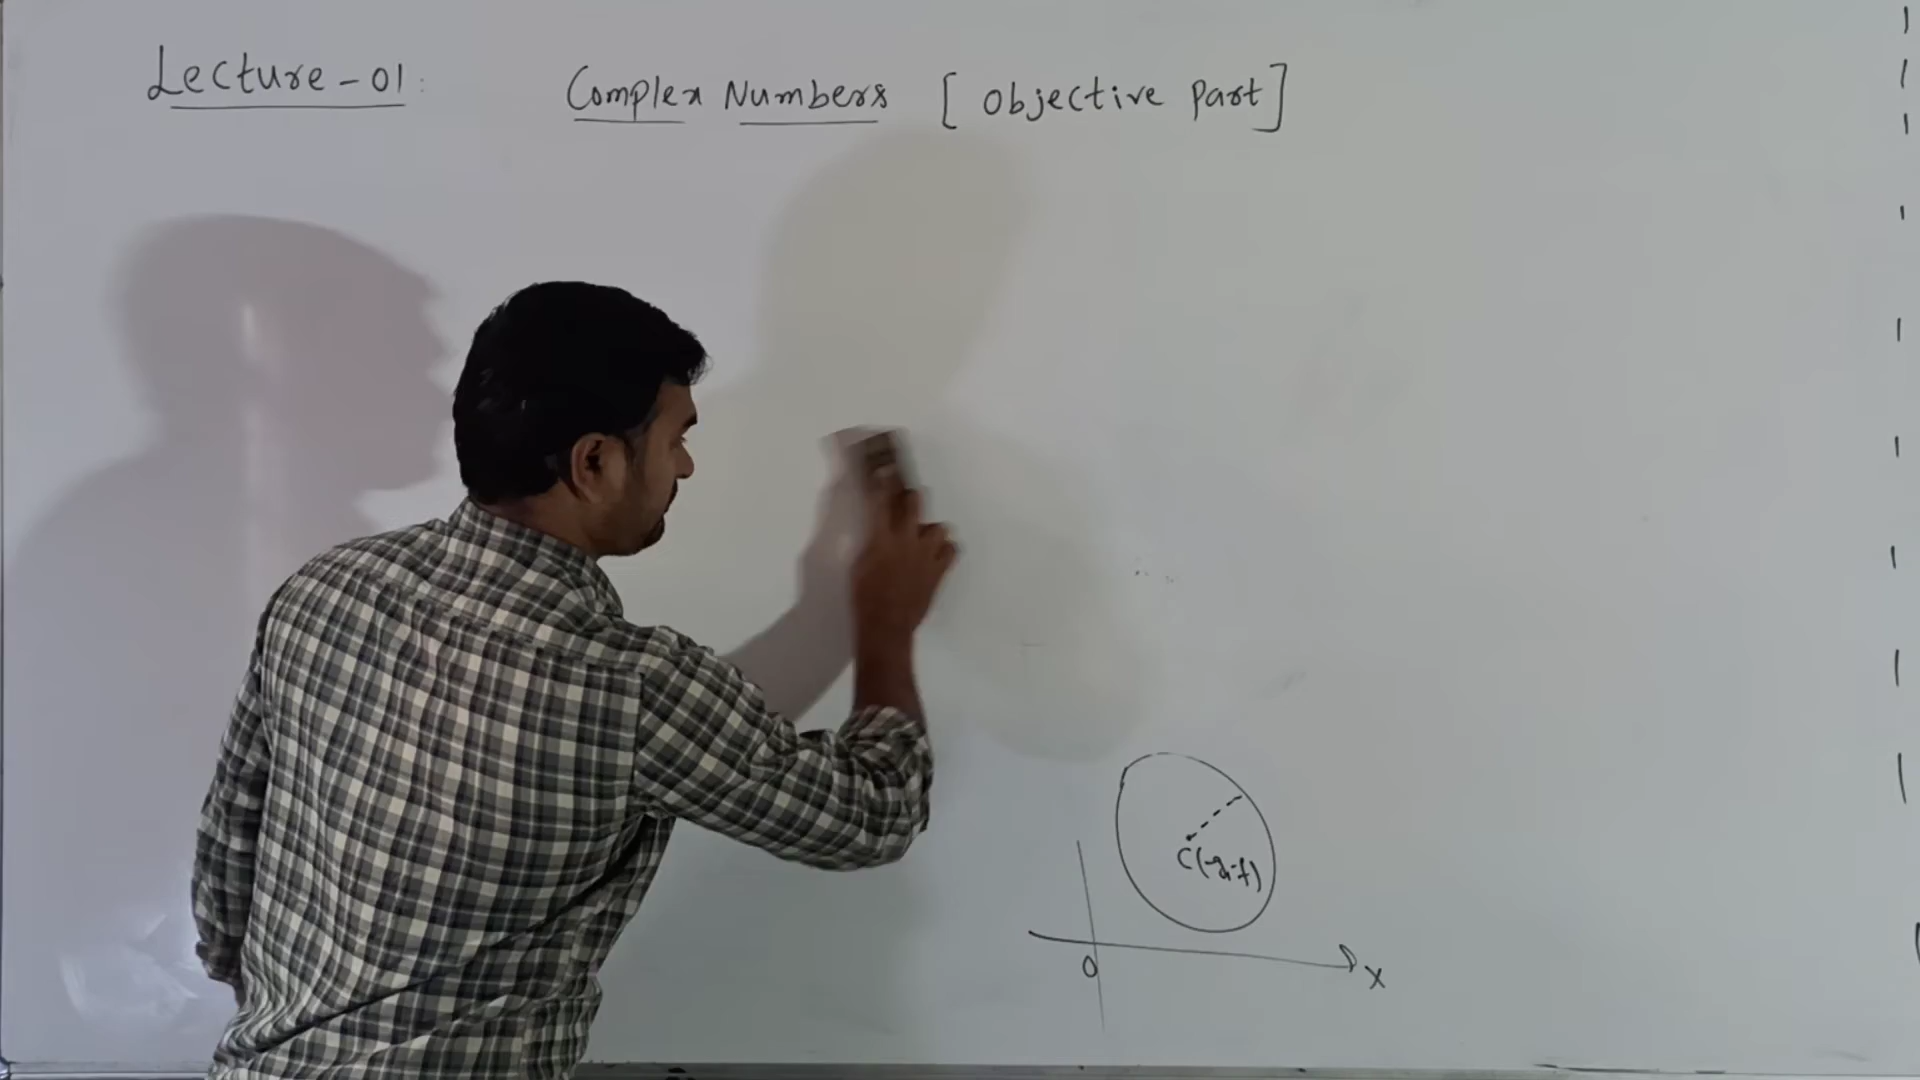 Lecture-01: Complex Numbers [Objective Part]
C(-g,-f)
O X